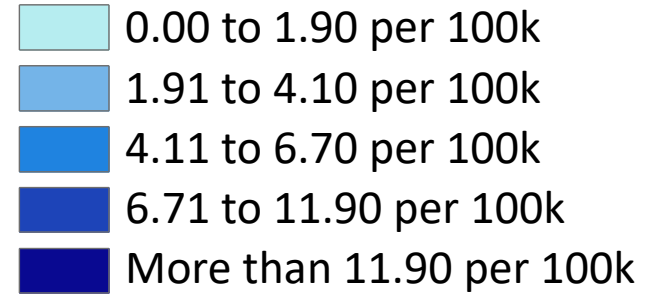 0.00 to 1.90 per 100k
1.91 to 4.10 per 100k
4.11 to 6.70 per 100k
6.71 to 11.90 per 100k
More than 11.90 per 100k